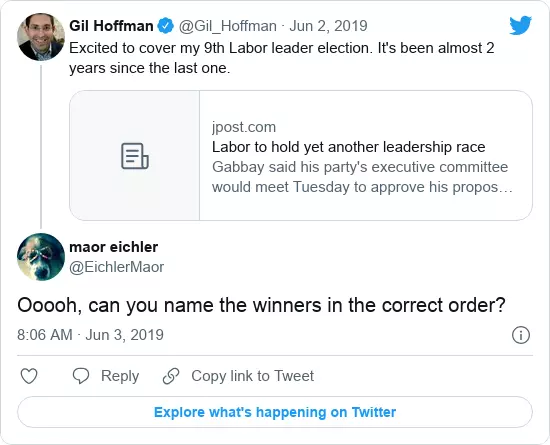 Gil Hoffman @Gil_Hoffman · Jun 2, 2019
Excited to cover my 9th Labor leader election. It's been almost 2
years since the last one.
jpost.com
Labor to hold yet another leadership race
Gabbay said his party's executive committee
would meet Tuesday to approve his propos…
maor eichler
@EichlerMaor
Ooooh, can you name the winners in the correct order?
8:06 AM · Jun 3, 2019
Reply
Copy link to Tweet
Explore what's happening on Twitter